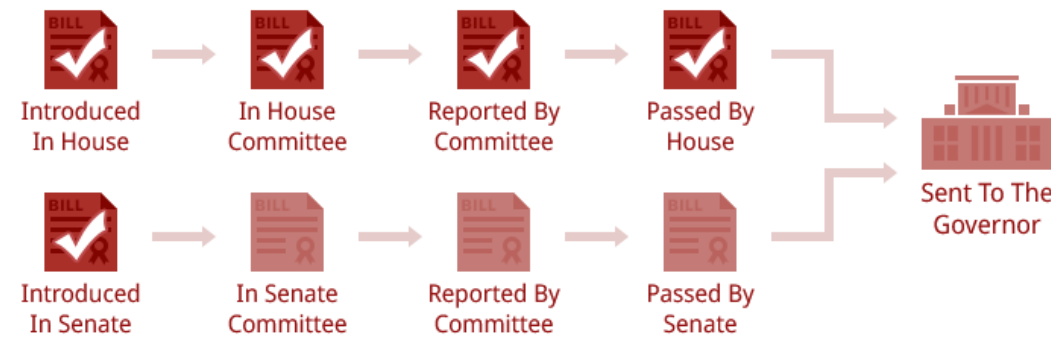 BILL
BILL
BILL
BILL
Introduced
In House
In House
Committee
Reported By
Committee
Passed By
House
Sent To The
Governor
BILL
BILL
BILL
BILL
Introduced
In Senate
In Senate
Committee
Reported By
Committee
Passed By
Senate